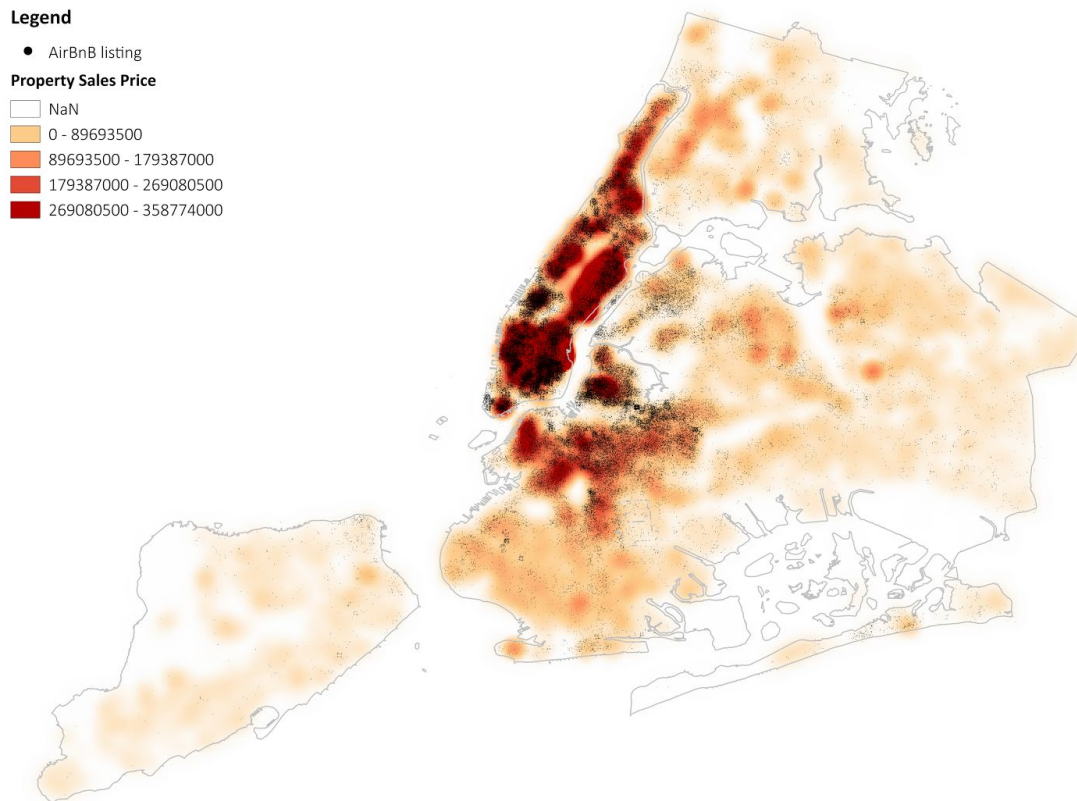 Legend
AirBnB listing
Property Sales Price
NaN
0 - 89693500
89693500 - 179387000
179387000 - 269080500
269080500 - 358774000